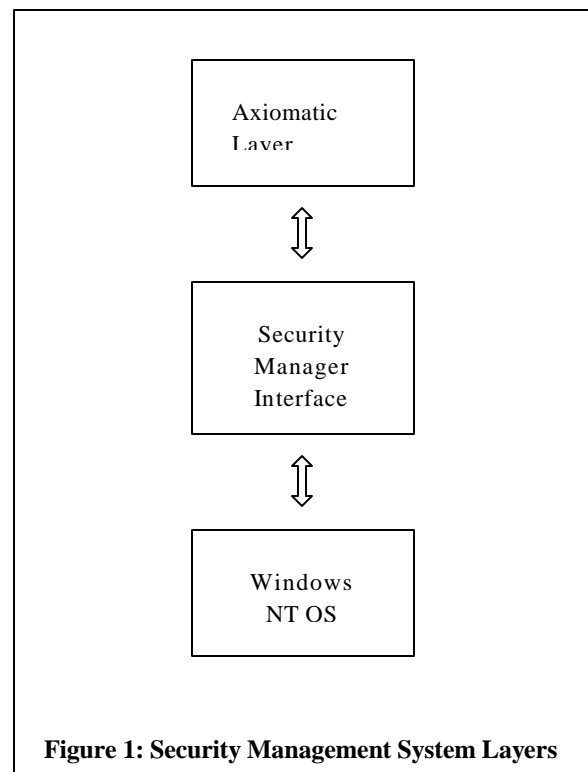 Axiomatic
Layer
Security
Manager
Interface
Windows
NT OS
Figure 1: Security Management System Layers